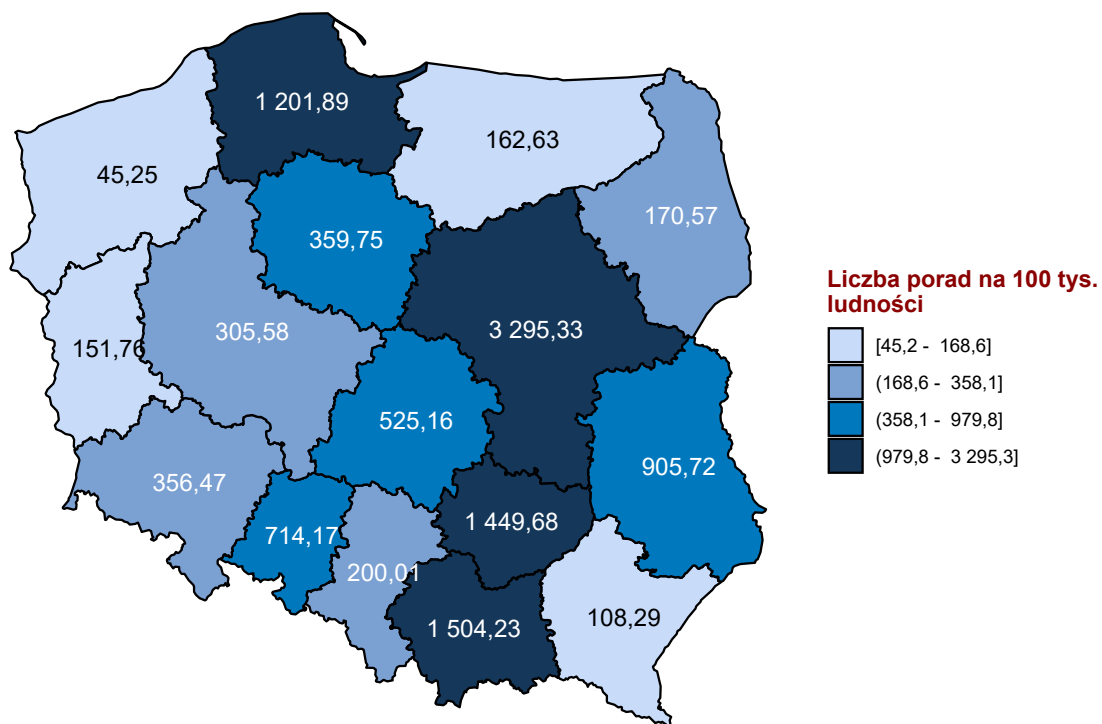 1 201,89
162,63
45,25
170,57
359,75
305,58
3 295,33
151,76
525,16
905,72
356,47
1 449,68
714,17
200,01
108,29
1 504,23
Liczba porad na 100 tys.
ludności
[45,2 - 168,6]
(168,6 - 358,1]
(358,1 - 979,8]
(979,8 - 3 295,3]